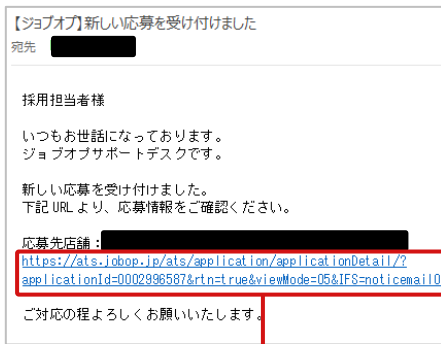 【ジョブオプ】新しい応募を受け付けました
宛先
採用担当者様
いつもお世話になっております。
ジョブオプサポートデスクです。
新しい応募を受け付けました。
下記URLより、応募情報をご確認ください。
応募先店舗：
https://ats.jobop.jp/ats/application/applicationDetail/?
applicationId=0002996587&rtn=true&viewMode=05&IFS=noticemail0
ご対応の程よろしくお願いいたします。